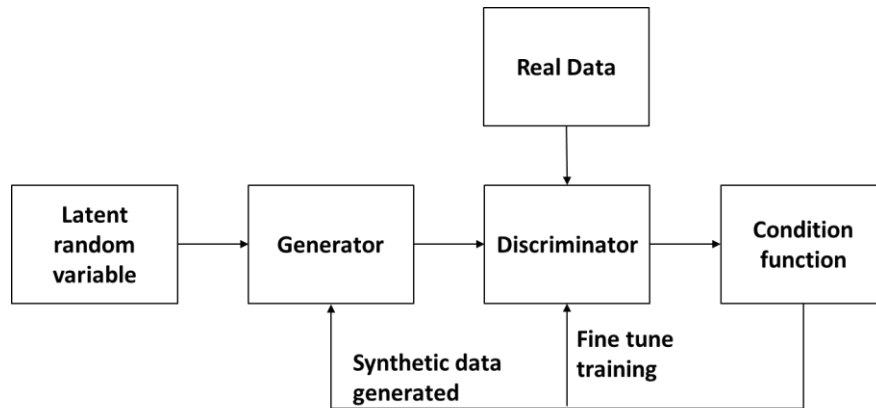 Real Data
Latent
random
variable
Generator
Discriminator
Condition
function
Synthetic data
generated
Fine tune
training